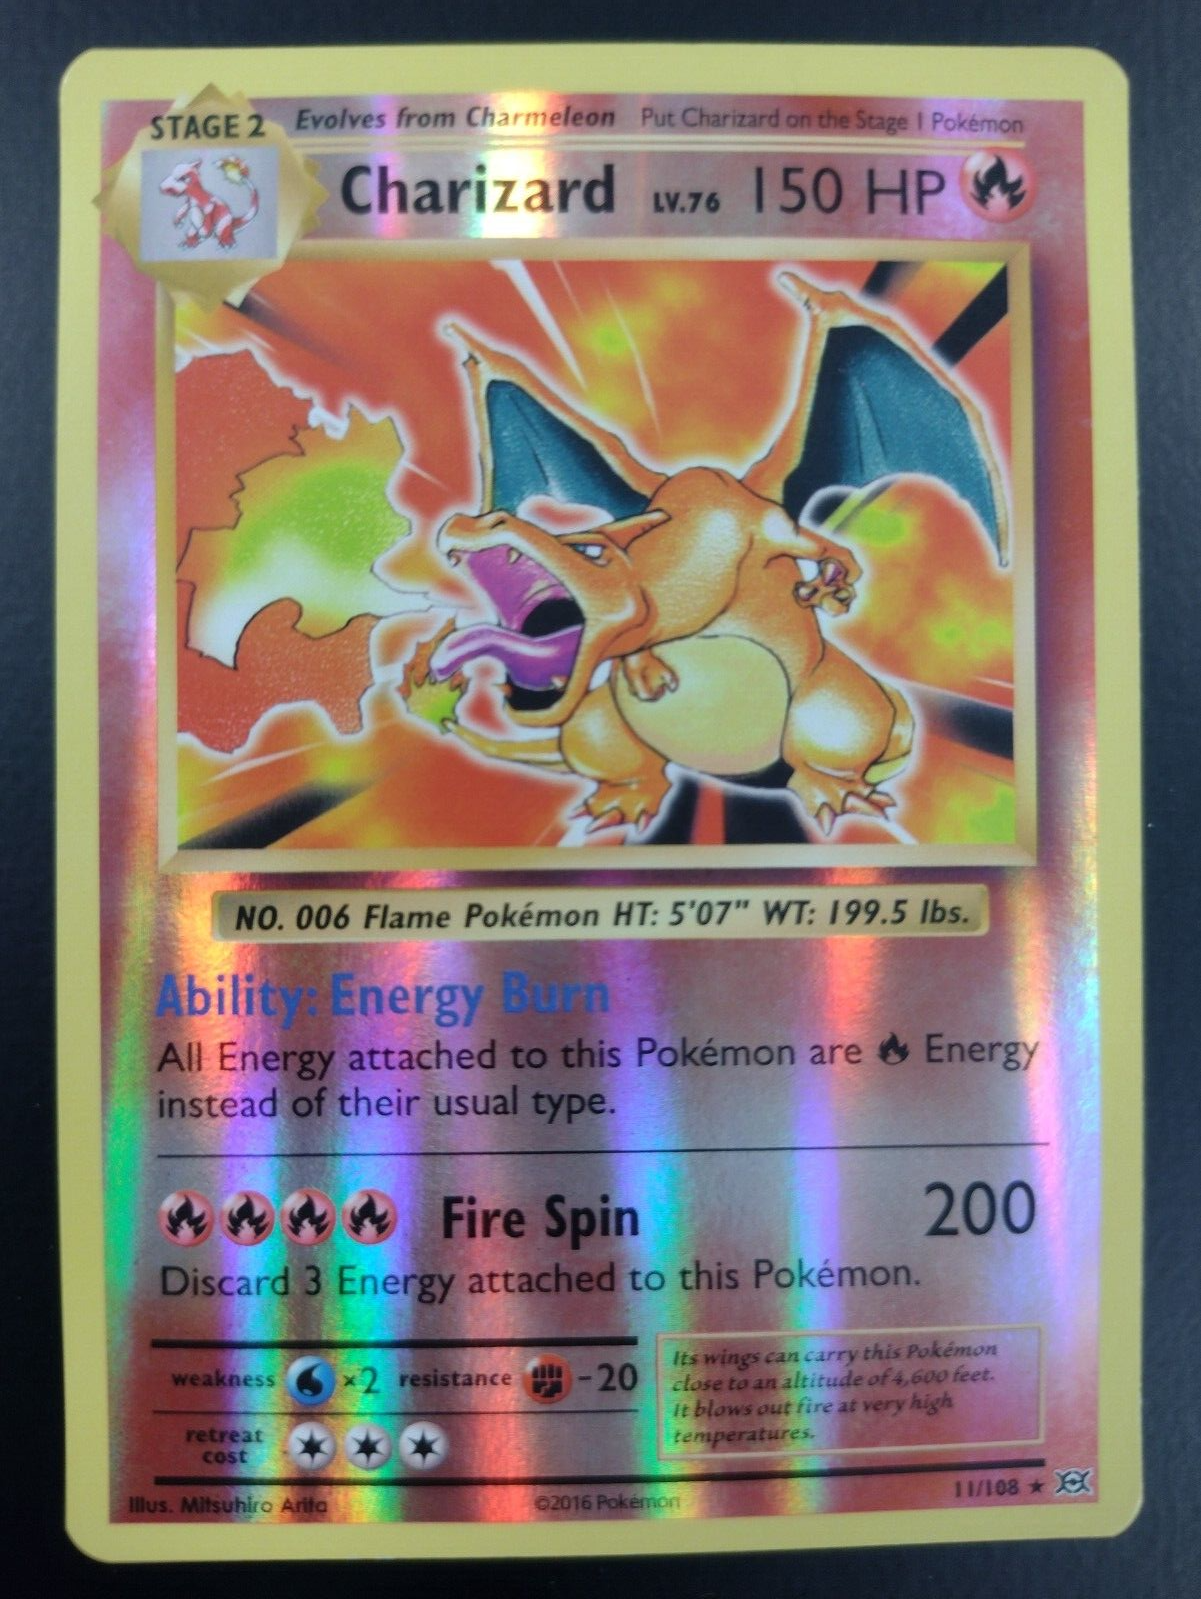 STAGE 2
Evolves from Charmeleon Put Charizard on the Stage 1 Pokémon
Charizard LV.76 150 HP
NO. 006 Flame Pokémon HT: 5'07" WT: 199.5 lbs.
Ability: Energy Burn
All Energy attached to this Pokémon are Energy
instead of their usual type.
Fire Spin 200
Discard 3 Energy attached to this Pokémon.
weakness ×2 resistance -20
retreat
cost
Its wings can carry this Pokémon
close to an altitude of 4,600 feet.
It blows out fire at very high
temperatures.
Illus. Mitsuhiro Arita ©2016 Pokémon 11/108 ★